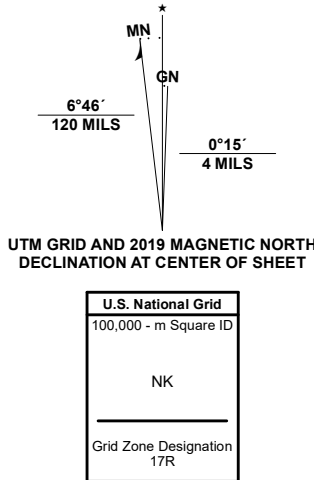 MN
GN
6°46´
120 MILS
0°15´
4 MILS
UTM GRID AND 2019 MAGNETIC NORTH
DECLINATION AT CENTER OF SHEET
U.S. National Grid
100,000 - m Square ID
NK
Grid Zone Designation
17R